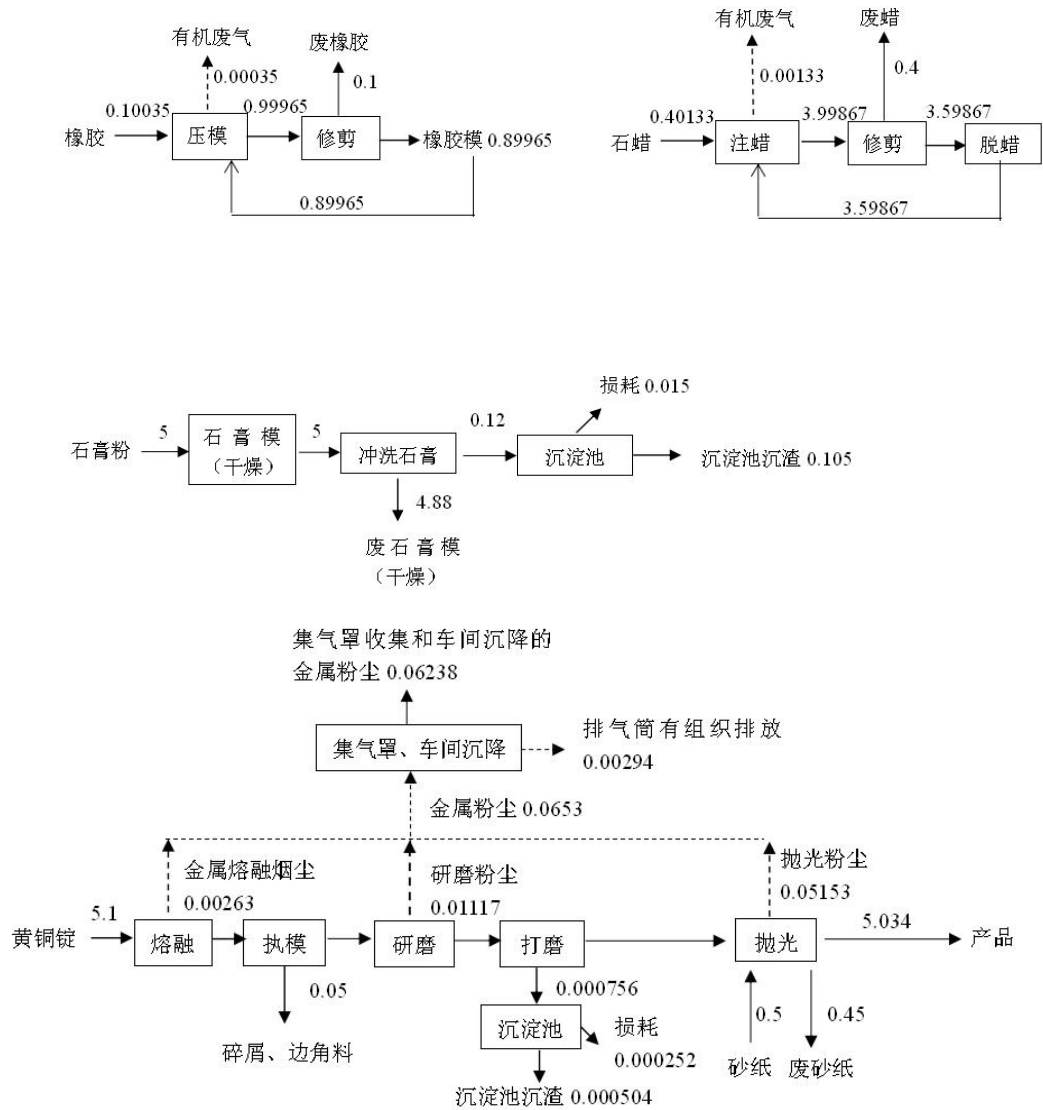 有机废气
废橡胶
0.00035
0.1
0.10035
0.99965
橡胶
压模
修剪
橡胶模 0.89965
0.89965
有机废气
废蜡
0.00133
0.4
0.40133
3.99867
3.59867
石蜡
注蜡
修剪
脱蜡
3.59867
损耗 0.015
石膏粉
5
石膏模
（干燥）
5
冲洗石膏
0.12
沉淀池
沉淀池沉渣 0.105
4.88
废石膏模
（干燥）
集气罩收集和车间沉降的
金属粉尘 0.06238
集气罩、车间沉降
排气筒有组织排放
0.00294
金属粉尘 0.0653
金属熔融烟尘
0.00263
研磨粉尘
0.01117
抛光粉尘
0.05153
黄铜锭
5.1
熔融
执模
研磨
打磨
抛光
5.034
产品
0.05
碎屑、边角料
0.000756
沉淀池
损耗
0.000252
沉淀池沉渣 0.000504
0.5
0.45
砂纸
废砂纸